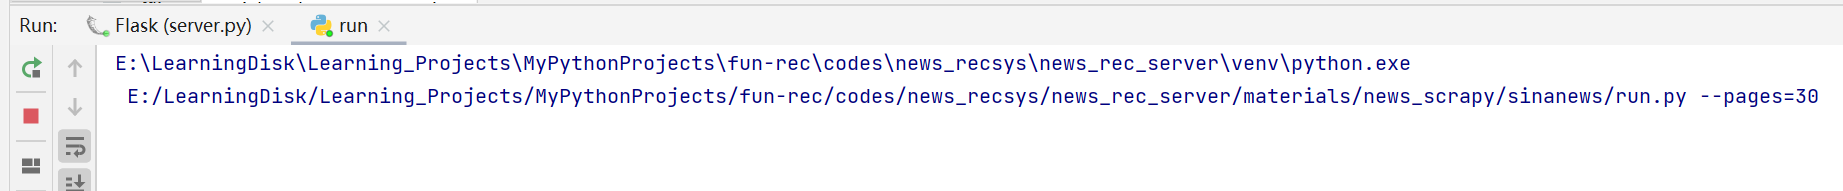 Run: Flask (server.py) run
E:\LearningDisk\Learning_Projects\MyPythonProjects\fun-rec\codes\news_recsys\news_rec_server\venv\python.exe
E:/LearningDisk/Learning_Projects/MyPythonProjects/fun-rec/codes/news_recsys/news_rec_server/materials/news_scrapy/sinanews/run.py --pages=30